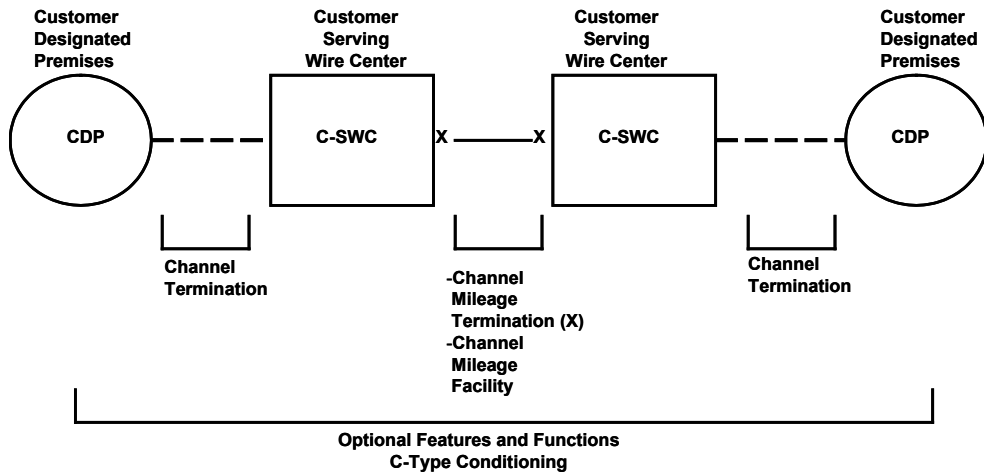 Customer
Designated
Premises
Customer
Serving
Wire Center
Customer
Serving
Wire Center
Customer
Designated
Premises
CDP
C-SWC
X
X
C-SWC
CDP
Channel
Termination
-Channel
Mileage
Termination (X)
-Channel
Mileage
Facility
Channel
Termination
Optional Features and Functions
C-Type Conditioning